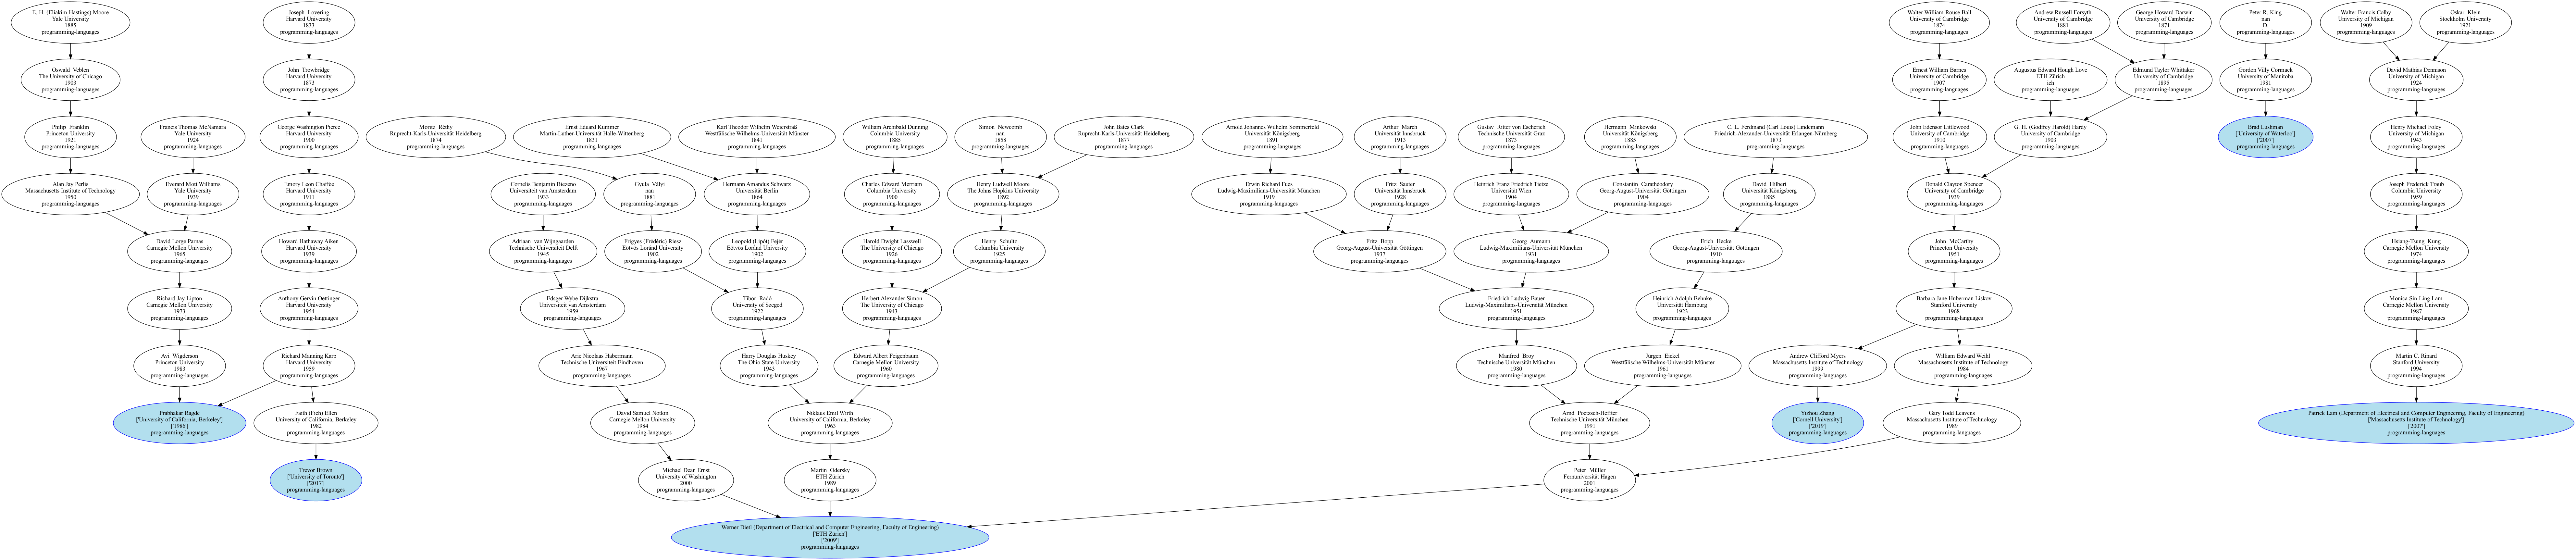 E. H. (Eliakim Hastings) Moore
Yale University
1885
programming-languages
Joseph Lovering
Harvard University
1833
programming-languages
Walter William Rouse Ball
University of Cambridge
1874
programming-languages
Andrew Russell Forsyth
University of Cambridge
1881
programming-languages
George Howard Darwin
University of Cambridge
1871
programming-languages
Peter R. King
nan
D.
programming-languages
Walter Francis Colby
University of Michigan
1909
programming-languages
Oskar Klein
Stockholm University
1921
programming-languages
Oswald Veblen
The University of Chicago
1903
programming-languages
John Trowbridge
Harvard University
1873
programming-languages
Ernest William Barnes
University of Cambridge
1907
programming-languages
Augustus Edward Hough Love
ETH Zürich
ich
programming-languages
Edmund Taylor Whittaker
University of Cambridge
1895
programming-languages
Gordon Villy Cormack
University of Manitoba
1981
programming-languages
David Mathias Dennison
University of Michigan
1924
programming-languages
Philip Franklin
Princeton University
1921
programming-languages
Francis Thomas McNamara
Yale University
1924
programming-languages
George Washington Pierce
Harvard University
1900
programming-languages
Moritz Réthy
Ruprecht-Karls-Universität Heidelberg
1874
programming-languages
Ernst Eduard Kummer
Martin-Luther-Universität Halle-Wittenberg
1831
programming-languages
Karl Theodor Wilhelm Weierstraß
Westfälische Wilhelms-Universität Münster
1841
programming-languages
William Archibald Dunning
Columbia University
1885
programming-languages
Simon Newcomb
nan
1858
programming-languages
John Bates Clark
Ruprecht-Karls-Universität Heidelberg
1877
programming-languages
Arnold Johannes Wilhelm Sommerfeld
Universität Königsberg
1891
programming-languages
Arthur March
Universität Innsbruck
1913
programming-languages
Gustav Ritter von Escherich
Technische Universität Graz
1873
programming-languages
Hermann Minkowski
Universität Königsberg
1885
programming-languages
C. L. Ferdinand (Carl Louis) Lindemann
Friedrich-Alexander-Universität Erlangen-Nürnberg
1873
programming-languages
John Edensor Littlewood
University of Cambridge
1910
programming-languages
G. H. (Godfrey Harold) Hardy
University of Cambridge
1903
programming-languages
Brad Lushman
['University of Waterloo']
['2007']
programming-languages
Henry Michael Foley
University of Michigan
1943
programming-languages
Alan Jay Perlis
Massachusetts Institute of Technology
1950
programming-languages
Everard Mott Williams
Yale University
1939
programming-languages
Emory Leon Chaffee
Harvard University
1911
programming-languages
Cornelis Benjamin Biezeno
Universiteit van Amsterdam
1933
programming-languages
Gyula Vályi
nan
1881
programming-languages
Hermann Amandus Schwarz
Universität Berlin
1864
programming-languages
Charles Edward Merriam
Columbia University
1900
programming-languages
Henry Ludwell Moore
The Johns Hopkins University
1892
programming-languages
Erwin Richard Fues
Ludwig-Maximilians-Universität München
1919
programming-languages
Fritz Sauter
Universität Innsbruck
1928
programming-languages
Heinrich Franz Friedrich Tietze
Universität Wien
1904
programming-languages
Constantin Carathéodory
Georg-August-Universität Göttingen
1904
programming-languages
David Hilbert
Universität Königsberg
1885
programming-languages
Donald Clayton Spencer
University of Cambridge
1939
programming-languages
Joseph Frederick Traub
Columbia University
1959
programming-languages
David Lorge Parnas
Carnegie Mellon University
1965
programming-languages
Howard Hathaway Aiken
Harvard University
1939
programming-languages
Adriaan van Wijngaarden
Technische Universiteit Delft
1945
programming-languages
Frigyes (Frédéric) Riesz
Eötvös Loránd University
1902
programming-languages
Leopold (Lipót) Fejér
Eötvös Loránd University
1902
programming-languages
Harold Dwight Lasswell
The University of Chicago
1926
programming-languages
Henry Schultz
Columbia University
1925
programming-languages
Fritz Bopp
Georg-August-Universität Göttingen
1937
programming-languages
Georg Aumann
Ludwig-Maximilians-Universität München
1931
programming-languages
Erich Hecke
Georg-August-Universität Göttingen
1910
programming-languages
John McCarthy
Princeton University
1951
programming-languages
Hsiang-Tsung Kung
Carnegie Mellon University
1974
programming-languages
Richard Jay Lipton
Carnegie Mellon University
1973
programming-languages
Anthony Gervin Oettinger
Harvard University
1954
programming-languages
Edsger Wybe Dijkstra
Universiteit van Amsterdam
1959
programming-languages
Tibor Radó
University of Szeged
1922
programming-languages
Herbert Alexander Simon
The University of Chicago
1943
programming-languages
Friedrich Ludwig Bauer
Ludwig-Maximilians-Universität München
1951
programming-languages
Heinrich Adolph Behnke
Universität Hamburg
1923
programming-languages
Barbara Jane Huberman Liskov
Stanford University
1968
programming-languages
Monica Sin-Ling Lam
Carnegie Mellon University
1987
programming-languages
Avi Wigderson
Princeton University
1983
programming-languages
Richard Manning Karp
Harvard University
1959
programming-languages
Arie Nicolaas Habermann
Technische Universiteit Eindhoven
1967
programming-languages
Harry Douglas Huskey
The Ohio State University
1943
programming-languages
Edward Albert Feigenbaum
Carnegie Mellon University
1960
programming-languages
Manfred Broy
Technische Universität München
1980
programming-languages
Jürgen Eickel
Westfälische Wilhelms-Universität Münster
1961
programming-languages
Andrew Clifford Myers
Massachusetts Institute of Technology
1999
programming-languages
William Edward Weihl
Massachusetts Institute of Technology
1984
programming-languages
Martin C. Rinard
Stanford University
1994
programming-languages
Prabhakar Ragde
['University of California, Berkeley']
['1986']
programming-languages
Faith (Fich) Ellen
University of California, Berkeley
1982
programming-languages
David Samuel Notkin
Carnegie Mellon University
1984
programming-languages
Niklaus Emil Wirth
University of California, Berkeley
1963
programming-languages
Arnd Poetzsch-Heffter
Technische Universität München
1991
programming-languages
Yizhou Zhang
['Cornell University']
['2019']
programming-languages
Gary Todd Leavens
Massachusetts Institute of Technology
1989
programming-languages
Patrick Lam (Department of Electrical and Computer Engineering, Faculty of Engineering)
['Massachusetts Institute of Technology']
['2007']
programming-languages
Trevor Brown
['University of Toronto']
['2017']
programming-languages
Michael Dean Ernst
University of Washington
2000
programming-languages
Martin Odersky
ETH Zürich
1989
programming-languages
Peter Müller
Fernuniversität Hagen
2001
programming-languages
Werner Dietl (Department of Electrical and Computer Engineering, Faculty of Engineering)
['ETH Zürich']
['2009']
programming-languages